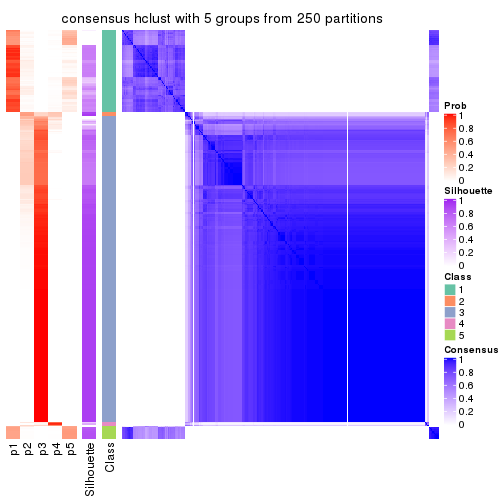 consensus hclust with 5 groups from 250 partitions
Prob
1
0.8
0.6
0.4
0.2
0
Silhouette
1
0.8
0.6
0.4
0.2
0
Class
1
2
3
4
5
Consensus
1
0.8
0.6
0.4
0.2
0
p1
p2
p3
p4
p5
Silhouette
Class